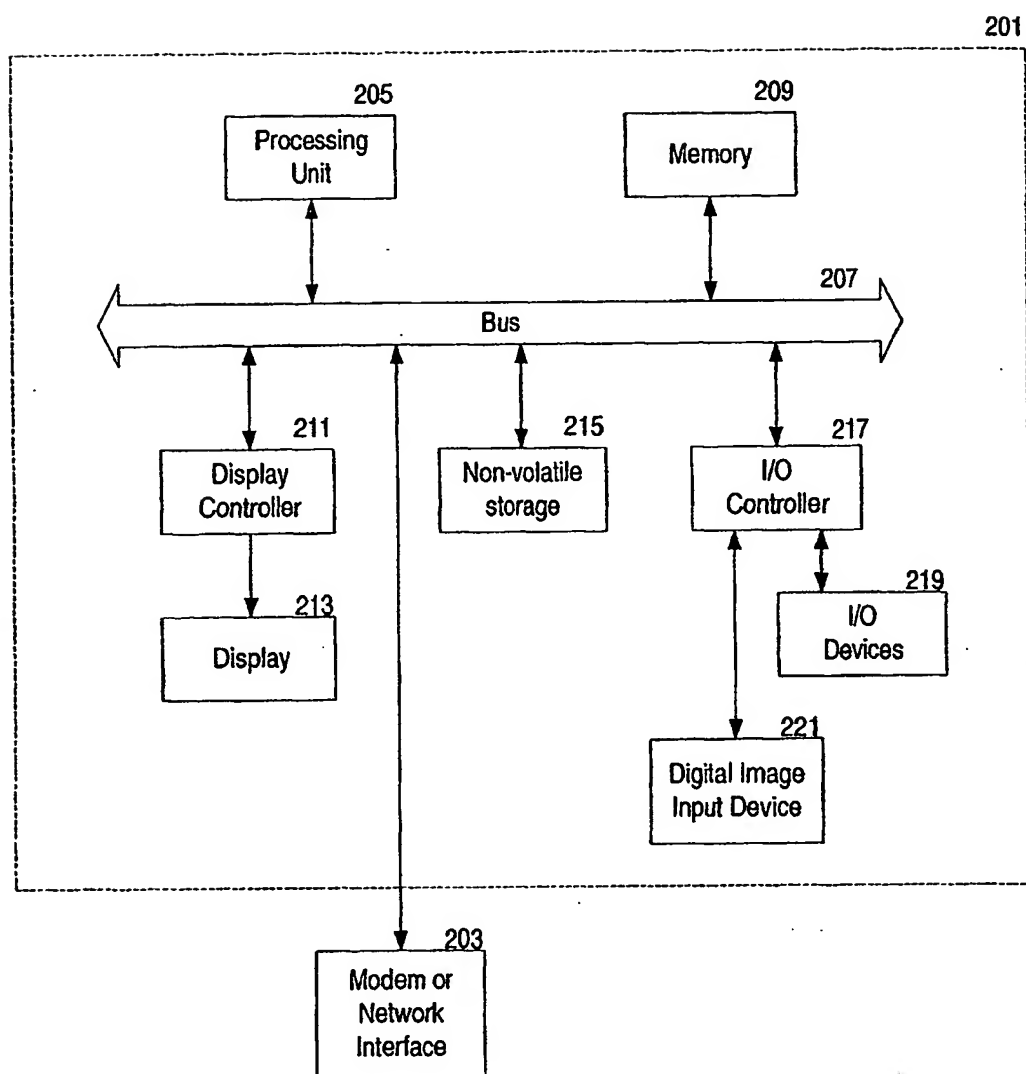 201
205
Processing
Unit
209
Memory
207
Bus
211
Display
Controller
215
Non-volatile
storage
217
I/O
Controller
213
Display
219
I/O
Devices
221
Digital Image
Input Device
203
Modem or
Network
Interface